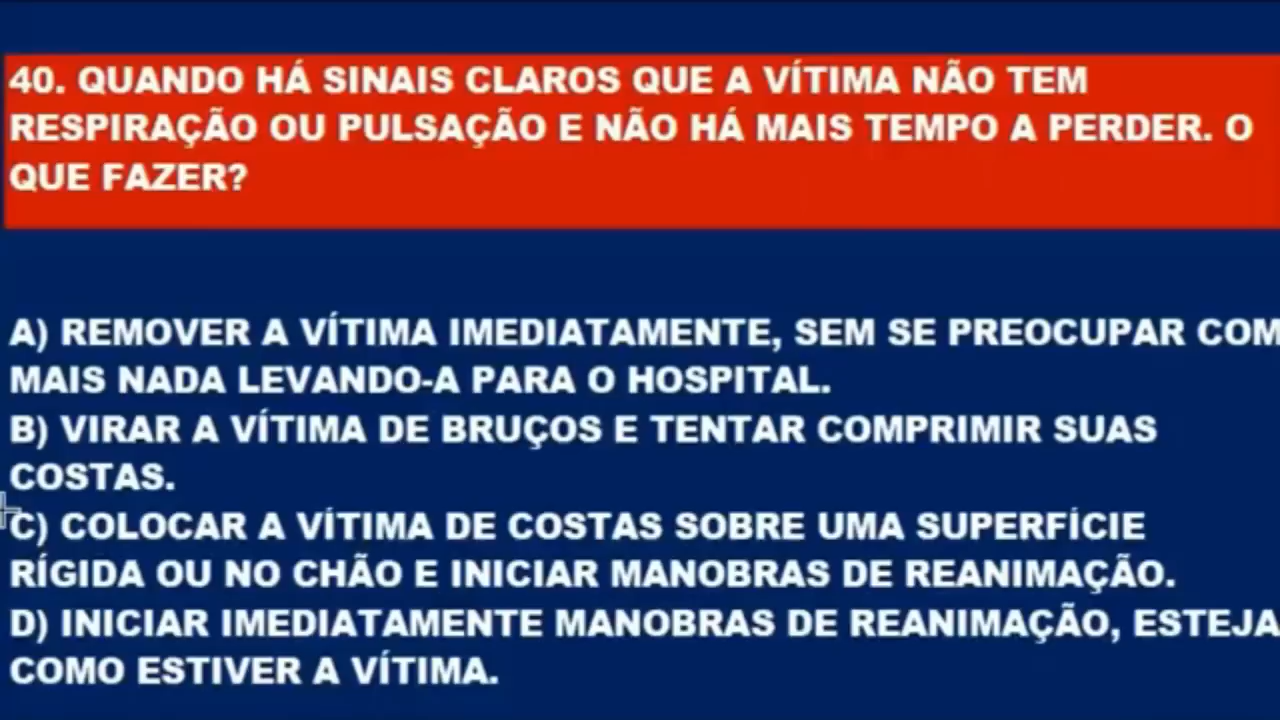 40. QUANDO HÁ SINAIS CLAROS QUE A VÍTIMA NÃO TEM
RESPIRAÇÃO OU PULSAÇÃO E NÃO HÁ MAIS TEMPO A PERDER. O
QUE FAZER?
A) REMOVER A VÍTIMA IMEDIATAMENTE, SEM SE PREOCUPAR COM
MAIS NADA LEVANDO-A PARA O HOSPITAL.
B) VIRAR A VÍTIMA DE BRUÇOS E TENTAR COMPRIMIR SUAS
COSTAS.
C) COLOCAR A VÍTIMA DE COSTAS SOBRE UMA SUPERFÍCIE
RÍGIDA OU NO CHÃO E INICIAR MANOBRAS DE REANIMAÇÃO.
D) INICIAR IMEDIATAMENTE MANOBRAS DE REANIMAÇÃO, ESTEJA
COMO ESTIVER A VÍTIMA.